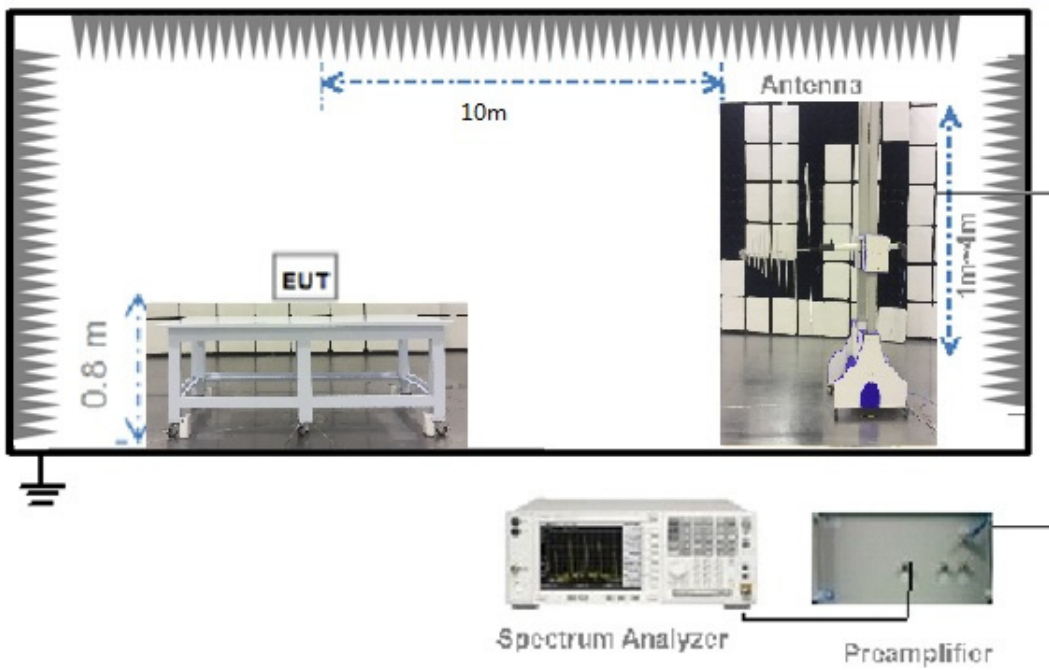 Antenna
10m
1m~4m
EUT
0.8 m
Spectrum Analyzer
Preamplifier